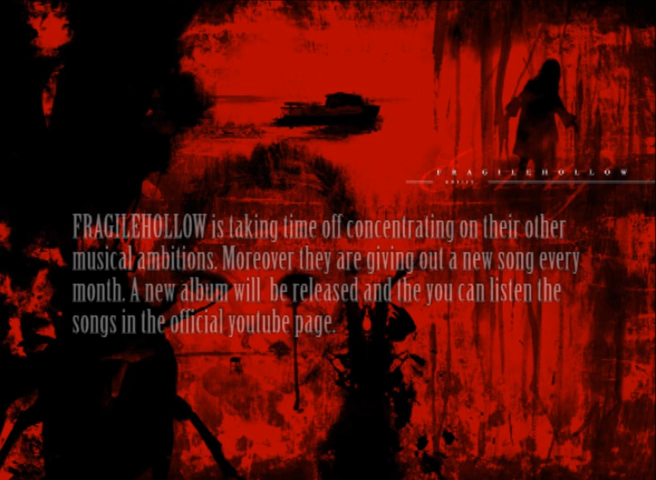 FRAGILEHOLLOW
FRAGILEHOLLOW is taking time off concentrating on their other
musical ambitions. Moreover they are giving out a new song every
month. A new album will be released and the you can listen the
songs in the official youtube page.